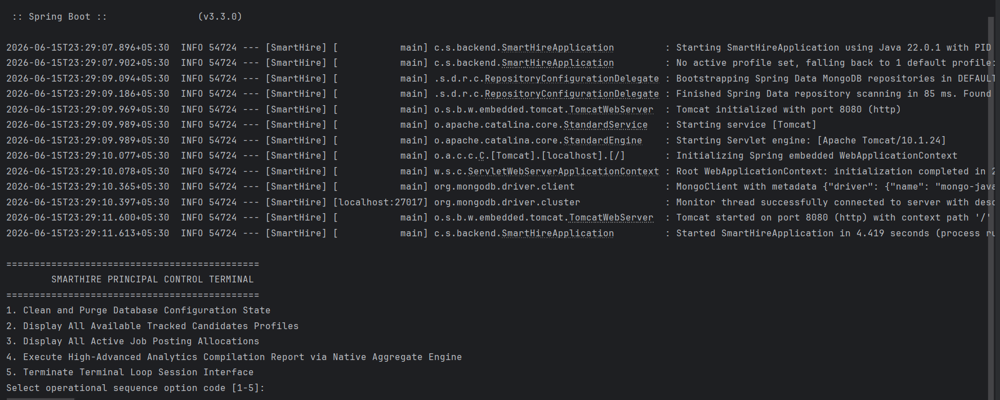 :: Spring Boot ::                (v3.3.0)
2026-06-15T23:29:07.896+05:30  INFO 54724 --- [SmartHire] [           main] c.s.backend.SmartHireApplication         : Starting SmartHireApplication using Java 22.0.1 with PID
2026-06-15T23:29:07.902+05:30  INFO 54724 --- [SmartHire] [           main] c.s.backend.SmartHireApplication         : No active profile set, falling back to 1 default profile:
2026-06-15T23:29:09.094+05:30  INFO 54724 --- [SmartHire] [           main] .s.d.r.c.RepositoryConfigurationDelegate : Bootstrapping Spring Data MongoDB repositories in DEFAULT
2026-06-15T23:29:09.186+05:30  INFO 54724 --- [SmartHire] [           main] .s.d.r.c.RepositoryConfigurationDelegate : Finished Spring Data repository scanning in 85 ms. Found
2026-06-15T23:29:09.969+05:30  INFO 54724 --- [SmartHire] [           main] o.s.b.w.embedded.tomcat.TomcatWebServer  : Tomcat initialized with port 8080 (http)
2026-06-15T23:29:09.989+05:30  INFO 54724 --- [SmartHire] [           main] o.apache.catalina.core.StandardService   : Starting service [Tomcat]
2026-06-15T23:29:09.989+05:30  INFO 54724 --- [SmartHire] [           main] o.apache.catalina.core.StandardEngine    : Starting Servlet engine: [Apache Tomcat/10.1.24]
2026-06-15T23:29:10.077+05:30  INFO 54724 --- [SmartHire] [           main] o.a.c.c.C.[Tomcat].[localhost].[/]       : Initializing Spring embedded WebApplicationContext
2026-06-15T23:29:10.078+05:30  INFO 54724 --- [SmartHire] [           main] w.s.c.ServletWebServerApplicationContext : Root WebApplicationContext: initialization completed in 2
2026-06-15T23:29:10.365+05:30  INFO 54724 --- [SmartHire] [           main] org.mongodb.driver.client                : MongoClient with metadata {"driver": {"name": "mongo-java
2026-06-15T23:29:10.397+05:30  INFO 54724 --- [SmartHire] [localhost:27017] org.mongodb.driver.cluster               : Monitor thread successfully connected to server with desc
2026-06-15T23:29:11.600+05:30  INFO 54724 --- [SmartHire] [           main] o.s.b.w.embedded.tomcat.TomcatWebServer  : Tomcat started on port 8080 (http) with context path '/'
2026-06-15T23:29:11.613+05:30  INFO 54724 --- [SmartHire] [           main] c.s.backend.SmartHireApplication         : Started SmartHireApplication in 4.419 seconds (process ru
=============================================
        SMARTHIRE PRINCIPAL CONTROL TERMINAL
=============================================
1. Clean and Purge Database Configuration State
2. Display All Available Tracked Candidates Profiles
3. Display All Active Job Posting Allocations
4. Execute High-Advanced Analytics Compilation Report via Native Aggregate Engine
5. Terminate Terminal Loop Session Interface
Select operational sequence option code [1-5]: